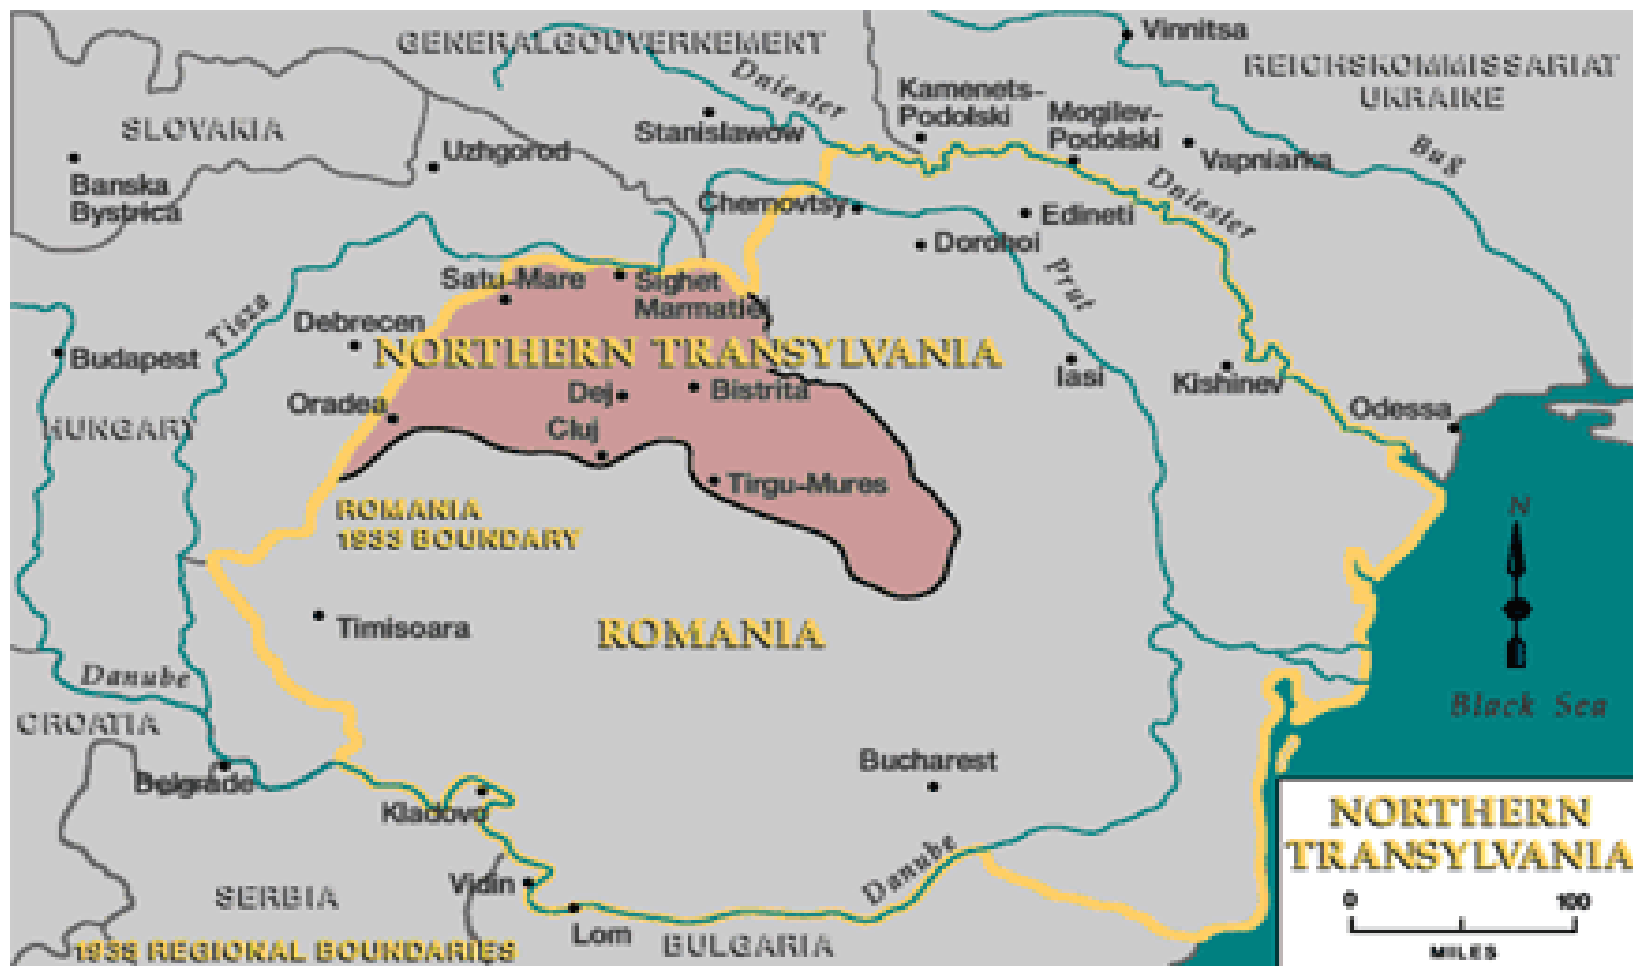 GENERALGOUVERNEMENT
Vinnitsa
REICHSKOMMISSARIAT
UKRAINE
Dniester
Kamenets-
Podolski
Mogilev-
Podolski
SLOVAKIA
Stanislawow
Uzhgorod
Vapniarka
Bug
Banska
Bystrica
Dniester
Chernovtsy
Edineti
Dorohoi
Prut
Satu-Mare
Sighet
Marmatiei
Tisza
Debrecen
Budapest
NORTHERN TRANSYLVANIA
Iasi
Kishinev
Dej
Bistrita
Oradea
Odessa
HUNGARY
Cluj
Tirgu-Mures
ROMANIA
1933 BOUNDARY
N
Timisoara
ROMANIA
Danube
Black Sea
CROATIA
Bucharest
Belgrade
Kladovo
NORTHERN
TRANSYLVANIA
Danube
Vidin
SERBIA
0 100
MILES
Lom
BULGARIA
1938 REGIONAL BOUNDARIES